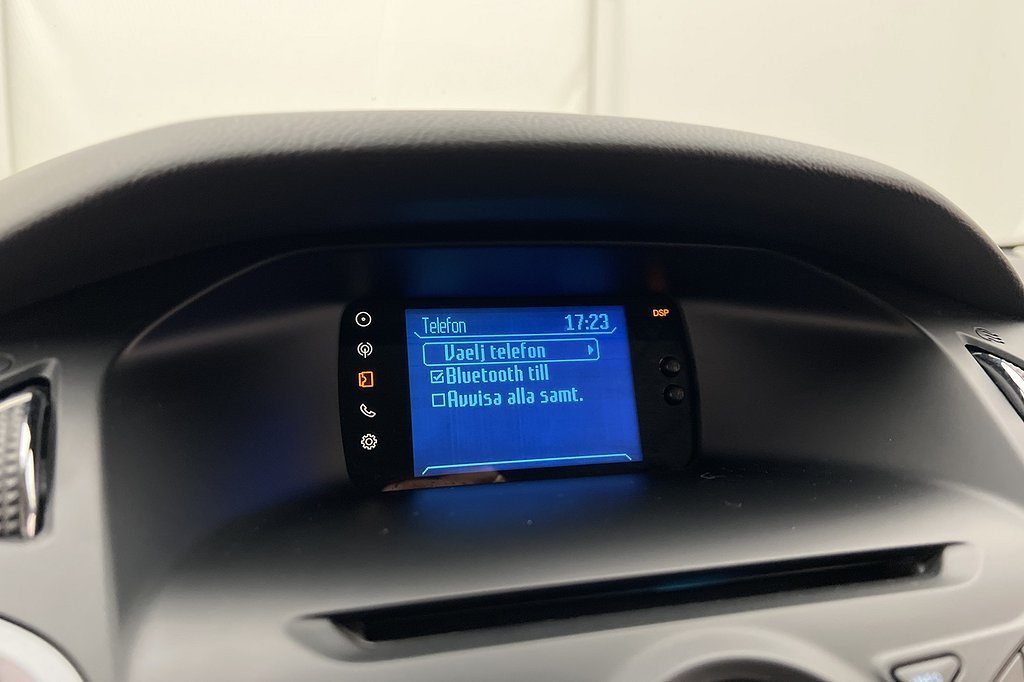 Telefon 17:23 DSP
Vaelj telefon
Bluetooth till
Avvisa alla samt.